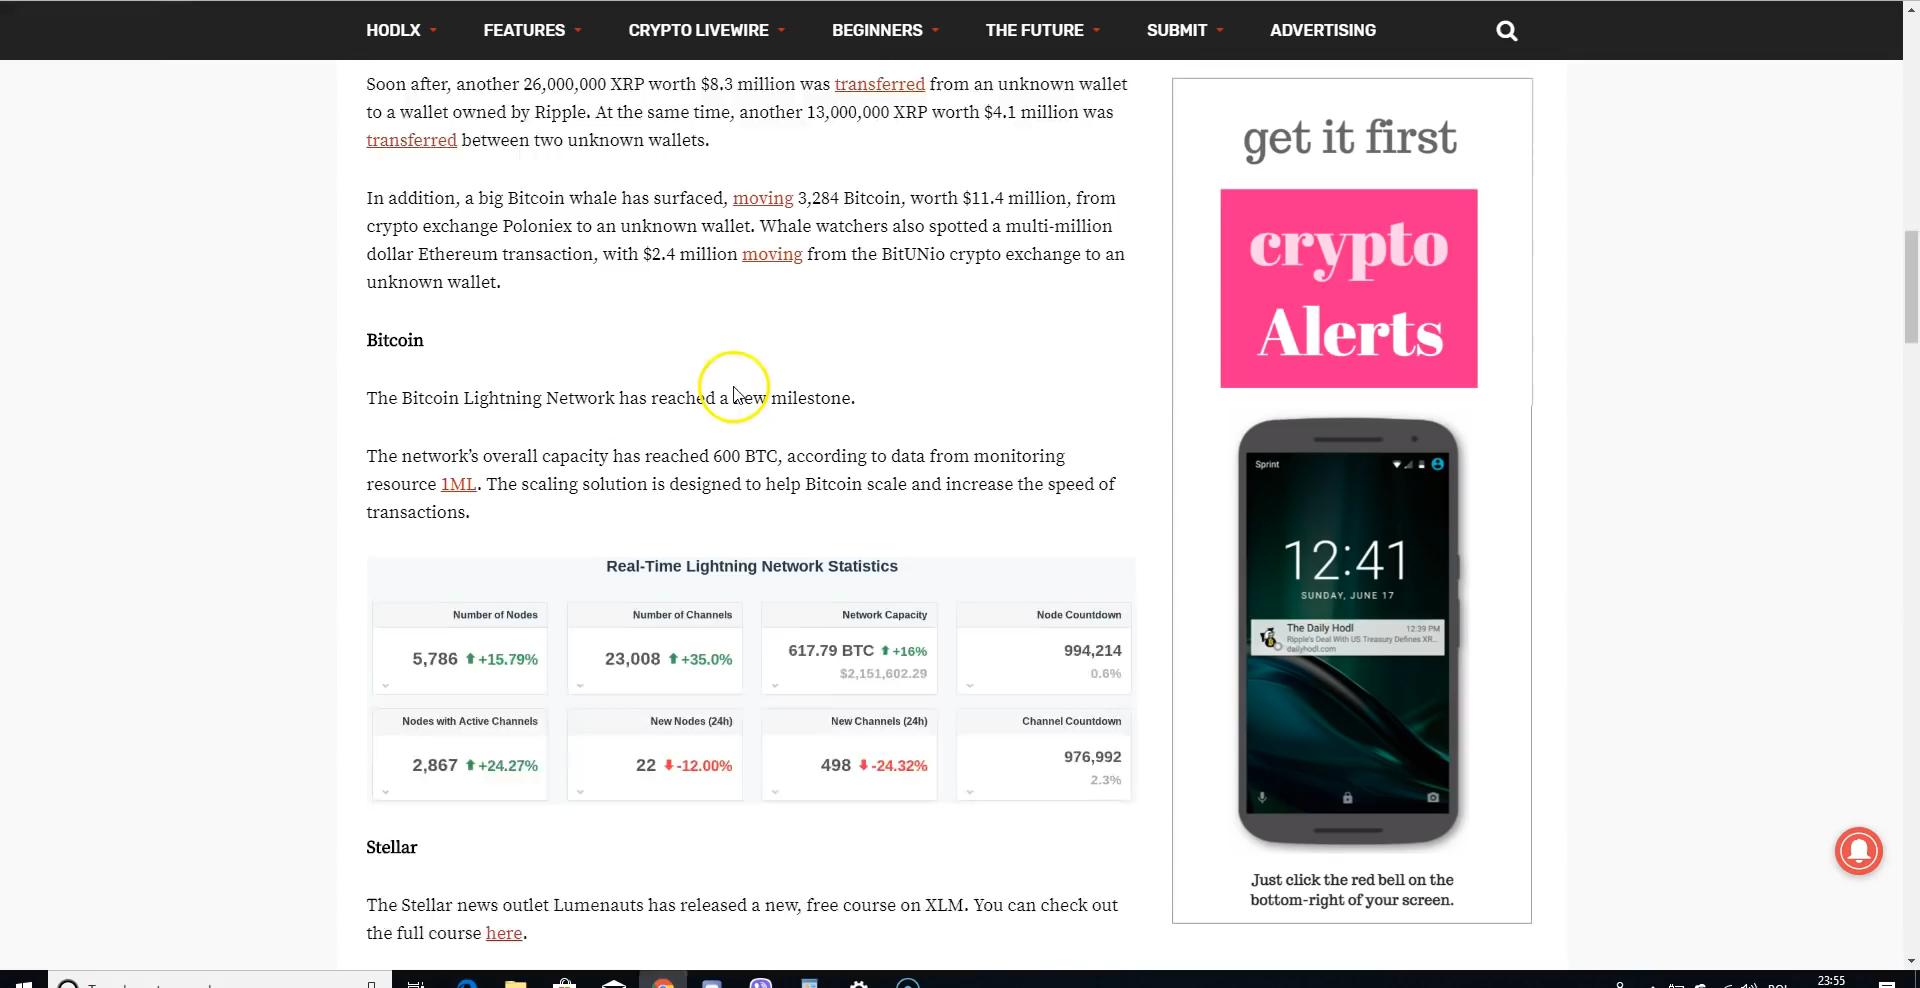 HODLX FEATURES CRYPTO LIVEWIRE BEGINNERS THE FUTURE SUBMIT ADVERTISING
Soon after, another 26,000,000 XRP worth $8.3 million was transferred from an unknown wallet
to a wallet owned by Ripple. At the same time, another 13,000,000 XRP worth $4.1 million was
transferred between two unknown wallets.
In addition, a big Bitcoin whale has surfaced, moving 3,284 Bitcoin, worth $11.4 million, from
crypto exchange Poloniex to an unknown wallet. Whale watchers also spotted a multi-million
dollar Ethereum transaction, with $2.4 million moving from the BitUNio crypto exchange to an
unknown wallet.
Bitcoin
The Bitcoin Lightning Network has reached a new milestone.
The network's overall capacity has reached 600 BTC, according to data from monitoring
resource 1ML. The scaling solution is designed to help Bitcoin scale and increase the speed of
transactions.
Real-Time Lightning Network Statistics
Number of Nodes
5,786 +15.79%
Number of Channels
23,008 +35.0%
Network Capacity
617.79 BTC +16%
$2,151,602.29
Node Countdown
994,214
0.6%
Nodes with Active Channels
2,867 +24.27%
New Nodes (24h)
22 -12.00%
New Channels (24h)
498 -24.32%
Channel Countdown
976,992
2.3%
Stellar
The Stellar news outlet Lumenauts has released a new, free course on XLM. You can check out
the full course here.
get it first
crypto
Alerts
Sprint
12:41
SUNDAY, JUNE 17
The Daily Hodl 12:39 PM
Ripple's Deal With US Treasury Defines XR...
dailyhodl.com
Just click the red bell on the
bottom-right of your screen.
23:55